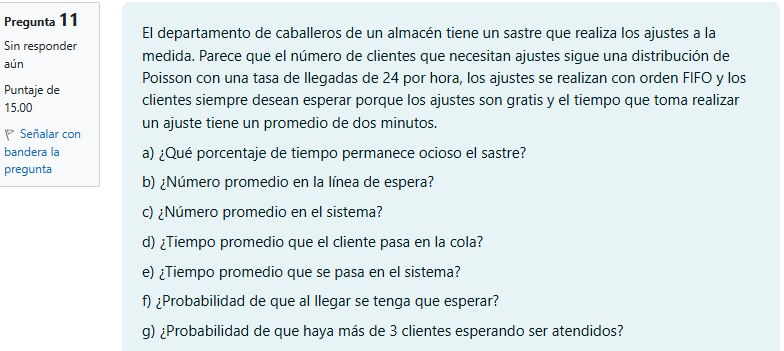 Pregunta 11
Sin responder
aún
Puntaje de
15.00
Señalar con
bandera la
pregunta
El departamento de caballeros de un almacén tiene un sastre que realiza los ajustes a la
medida. Parece que el número de clientes que necesitan ajustes sigue una distribución de
Poisson con una tasa de llegadas de 24 por hora, los ajustes se realizan con orden FIFO y los
clientes siempre desean esperar porque los ajustes son gratis y el tiempo que toma realizar
un ajuste tiene un promedio de dos minutos.
a) ¿Qué porcentaje de tiempo permanece ocioso el sastre?
b) ¿Número promedio en la línea de espera?
c) ¿Número promedio en el sistema?
d) ¿Tiempo promedio que el cliente pasa en la cola?
e) ¿Tiempo promedio que se pasa en el sistema?
f) ¿Probabilidad de que al llegar se tenga que esperar?
g) ¿Probabilidad de que haya más de 3 clientes esperando ser atendidos?